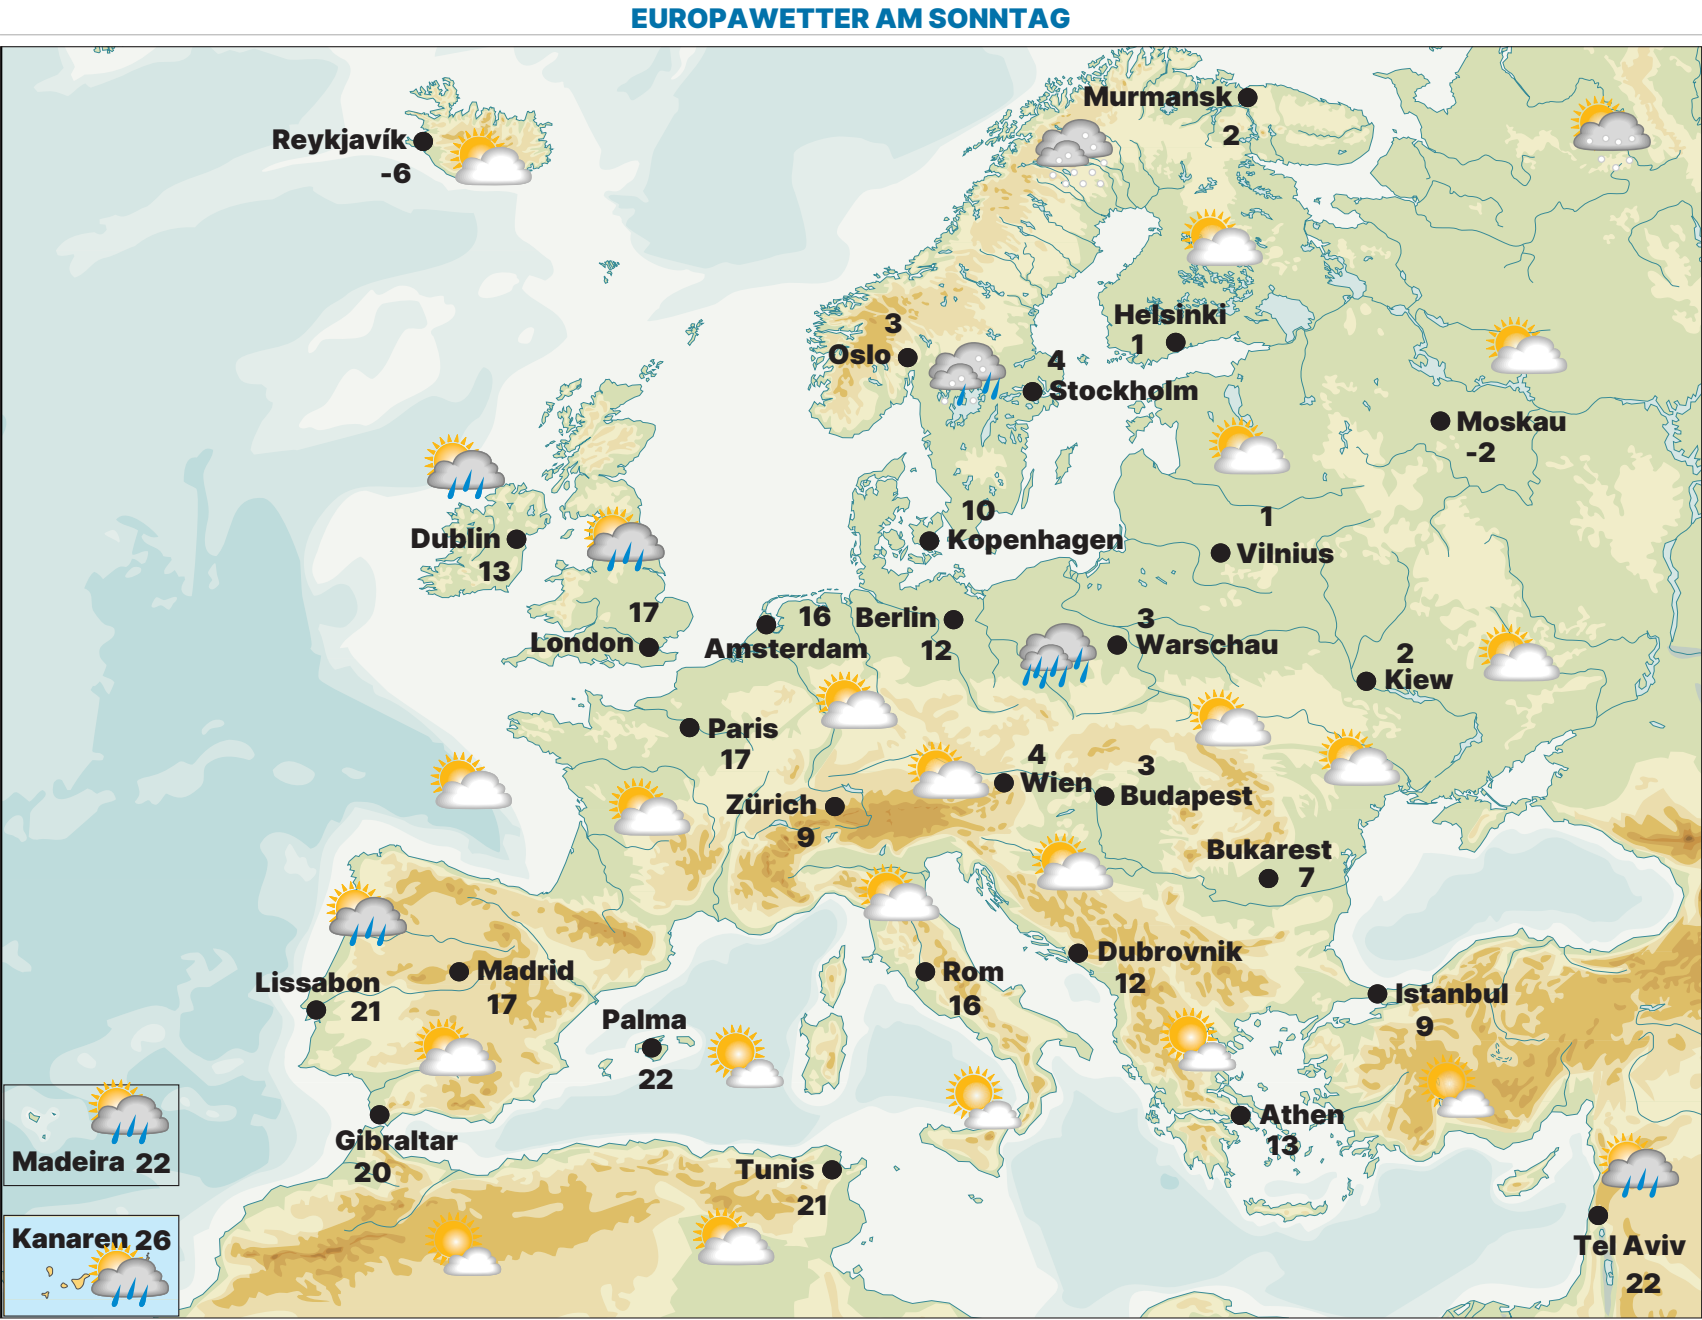 EUROPAWETTER AM SONNTAG
Murmansk
2
Reykjavík
-6
Helsinki
1
3
Oslo
4
Stockholm
Moskau
-2
10
Kopenhagen
1
Vilnius
Dublin
13
17
London
16
Amsterdam
Berlin
12
3
Warschau
2
Kiew
Paris
17
4
Wien
3
Budapest
Zürich
9
Bukarest
7
Dubrovnik
12
Madrid
17
Lissabon
21
Rom
16
Istanbul
9
Palma
22
Athen
13
Gibraltar
20
Madeira 22
Tunis
21
Kanaren 26
Tel Aviv
22